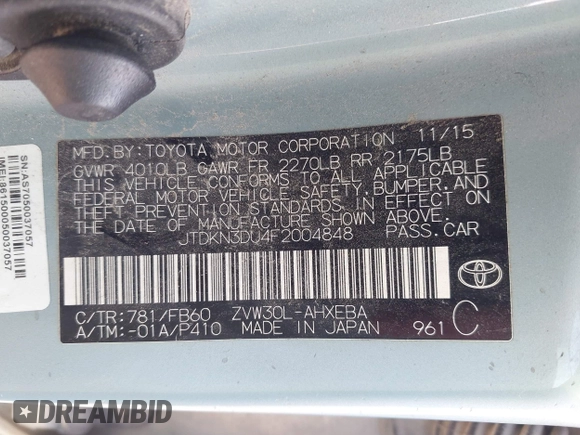 MFD. BY: TOYOTA MOTOR CORPORATION 11/15
GVWR 4010LB GAWR FR 2270LB RR 2175LB
THIS VEHICLE CONFORMS TO ALL APPLICABLE
FEDERAL MOTOR VEHICLE SAFETY, BUMPER, AND
THEFT PREVENTION STANDARDS IN EFFECT ON
THE DATE OF MANUFACTURE SHOWN ABOVE.
JTDKN3DU4F2004848 PASS. CAR
C/TR: 781/FB60 ZVW30L-AHXEBA
A/TM: -01A/P410 MADE IN JAPAN 961 C
TOYOTA
SN:AS7050037057
IMEI:861500050037057
DREAMBID